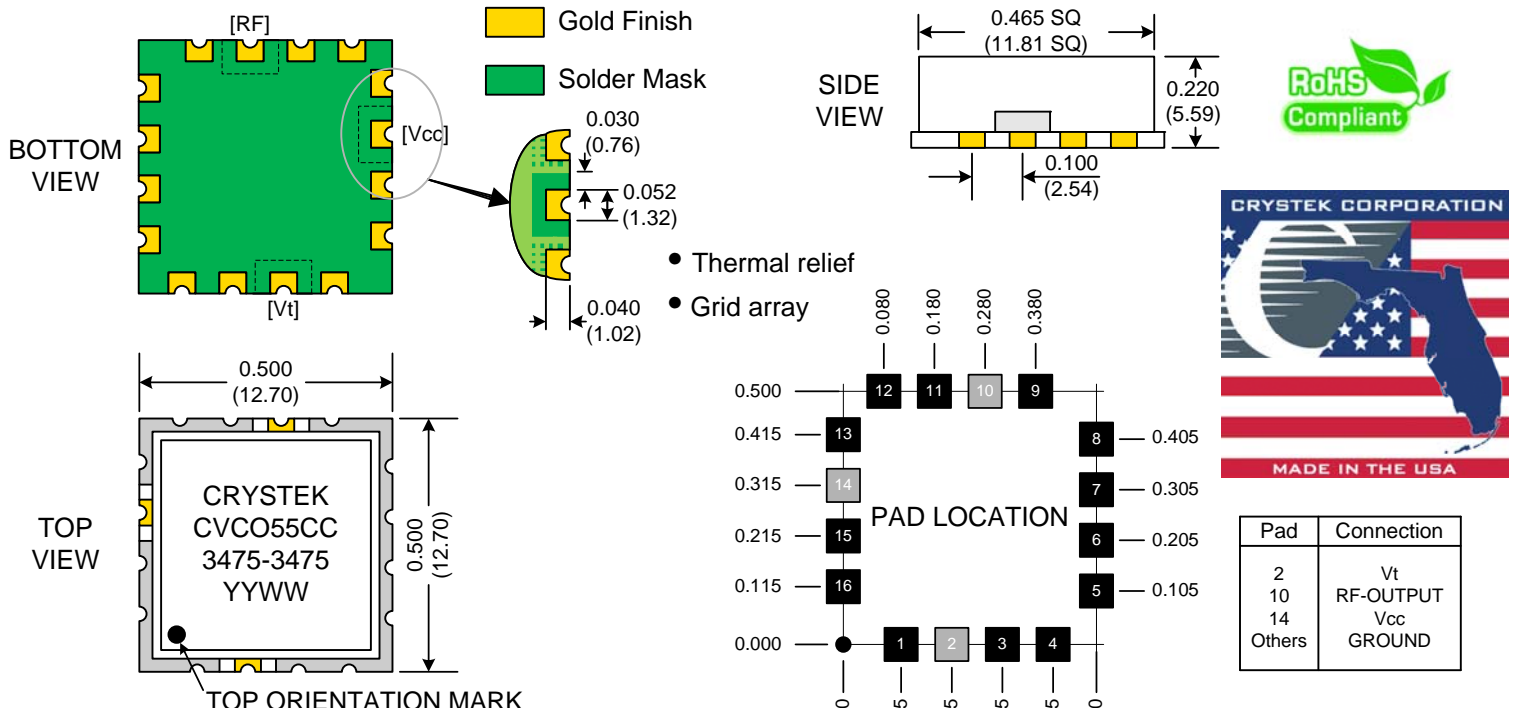 [RF]
Gold Finish
Solder Mask
BOTTOM
VIEW
[Vcc]
[Vt]
0.030
(0.76)
0.052
(1.32)
0.040
(1.02)
• Thermal relief
• Grid array
SIDE
VIEW
0.465 SQ
(11.81 SQ)
0.220
(5.59)
0.100
(2.54)
RoHS
Compliant
CRYSTEK CORPORATION
C
MADE IN THE USA
TOP
VIEW
0.500
(12.70)
0.500
(12.70)
CRYSTEK
CVCO55CC
3475-3475
YYWW
TOP ORIENTATION MARK
0.080
0.180
0.280
0.380
0.500
12 11 10 9
0.415
13
8
0.405
0.315
14
7
0.305
PAD LOCATION
0.215
15
6
0.205
0.115
16
5
0.105
0.000
1 2 3 4
Pad Connection
2 Vt
10 RF-OUTPUT
14 Vcc
Others GROUND